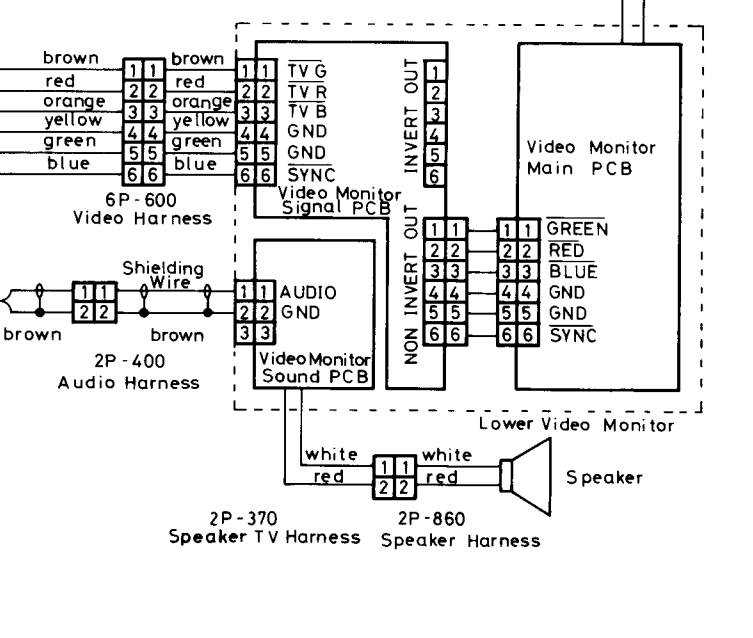 brown
red
orange
yellow
green
blue
1 1
2 2
3 3
4 4
5 5
6 6
6P-600
Video Harness
brown
red
orange
yellow
green
blue
1 1
2 2
3 3
4 4
5 5
6 6
TV G
TV R
TV B
GND
GND
SYNC
Video Monitor
Signal PCB
INVERT OUT
1
2
3
4
5
6
NON INVERT OUT
1 1
2 2
3 3
4 4
5 5
6 6
1 1
2 2
3 3
4 4
5 5
6 6
GREEN
RED
BLUE
GND
GND
SYNC
Video Monitor
Main PCB
Shielding
Wire
brown
1 1
2 2
brown
2P-400
Audio Harness
1 1
2 2
3 3
AUDIO
GND
Video Monitor
Sound PCB
Lower Video Monitor
white
red
1 1
2 2
white
red
Speaker
2P-370
Speaker TV Harness
2P-860
Speaker Harness